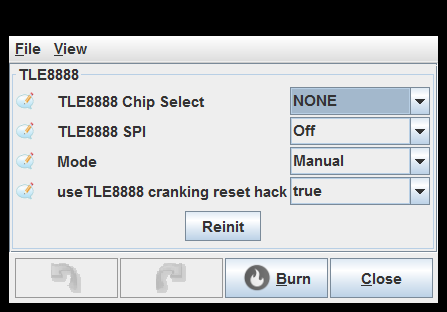 File View
TLE8888
TLE8888 Chip Select NONE
TLE8888 SPI Off
Mode Manual
useTLE8888 cranking reset hack true
Reinit
Burn Close